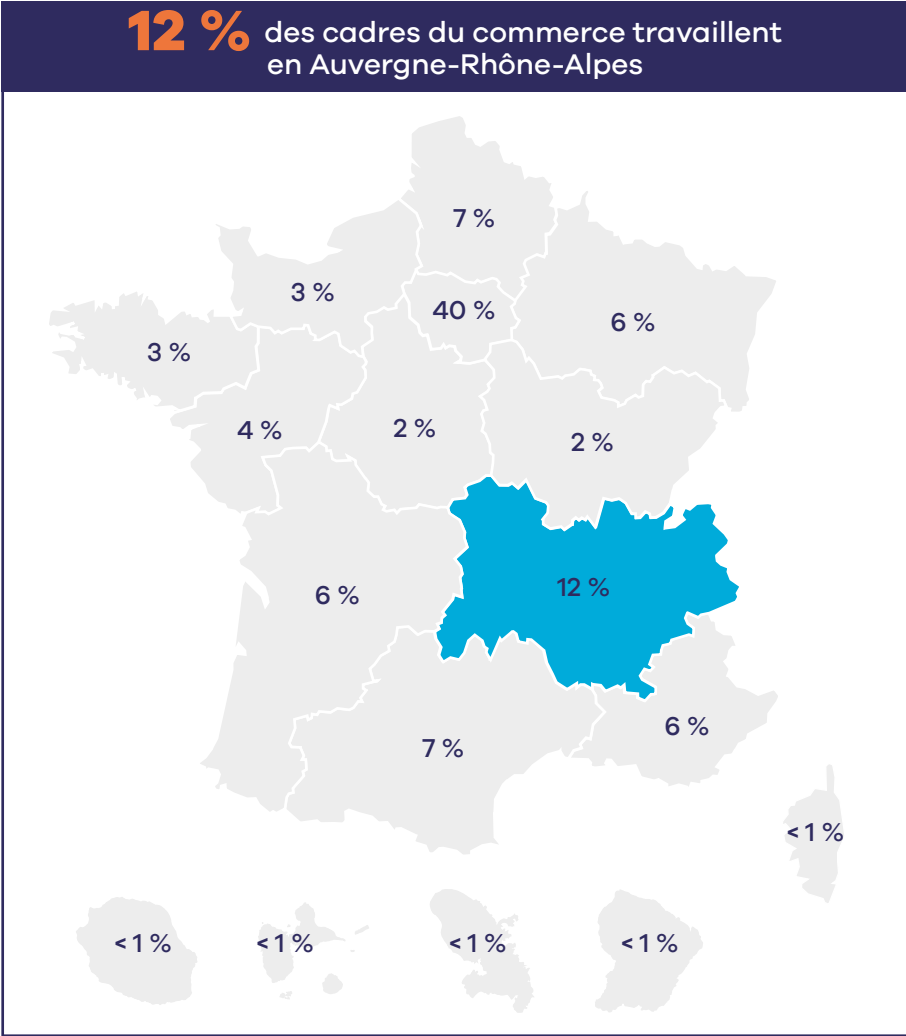 12 % des cadres du commerce travaillent
en Auvergne-Rhône-Alpes
7 %
3 %
40 %
6 %
3 %
4 %
2 %
2 %
6 %
12 %
6 %
7 %
< 1 %
< 1 %
< 1 %
< 1 %
< 1 %